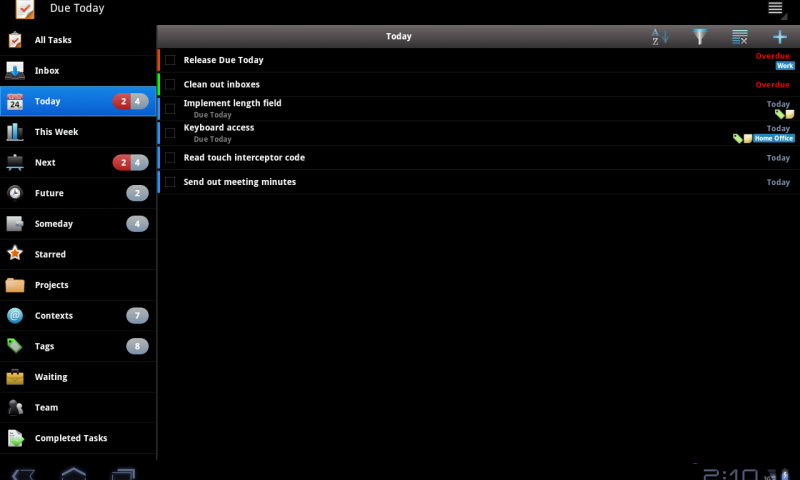 Due Today
All Tasks
Inbox
24
Today 2 4
This Week
Next 2 4
Future 2
Someday 4
Starred
Projects
@
Contexts 7
Tags 8
Waiting
Team
Completed Tasks
Today
A
Z
Release Due Today Overdue
Work
Clean out inboxes Overdue
Implement length field Today
Due Today
Keyboard access Today
Due Today Home Office
Read touch interceptor code Today
Send out meeting minutes Today
2:10